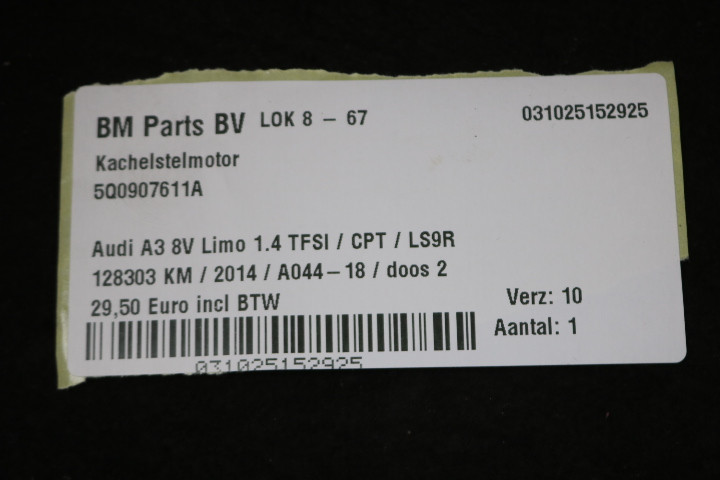 BM Parts BV LOK 8 - 67 031025152925
Kachelstelmotor
5Q0907611A
Audi A3 8V Limo 1.4 TFSI / CPT / LS9R
128303 KM / 2014 / A044-18 / doos 2
29,50 Euro incl BTW Verz: 10
Aantal: 1
031025152925